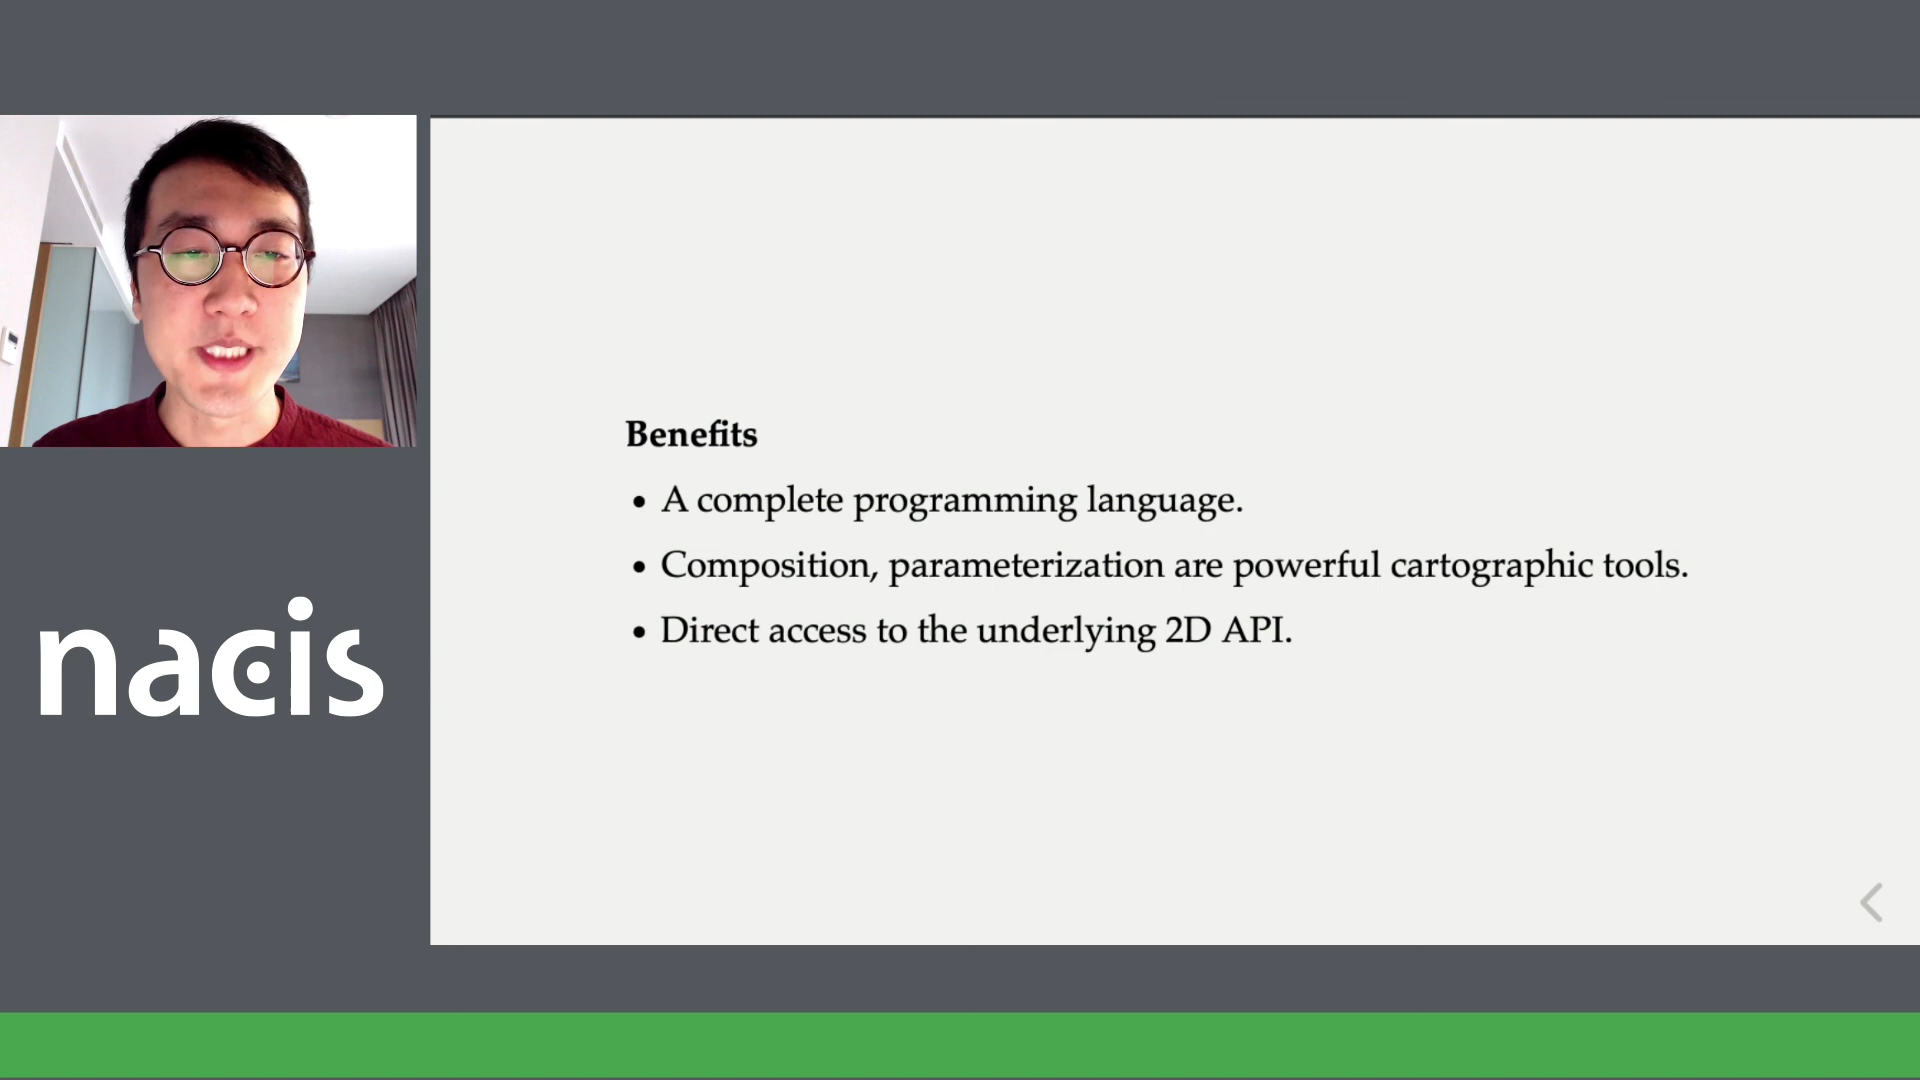 nacis
Benefits
• A complete programming language.
• Composition, parameterization are powerful cartographic tools.
• Direct access to the underlying 2D API.